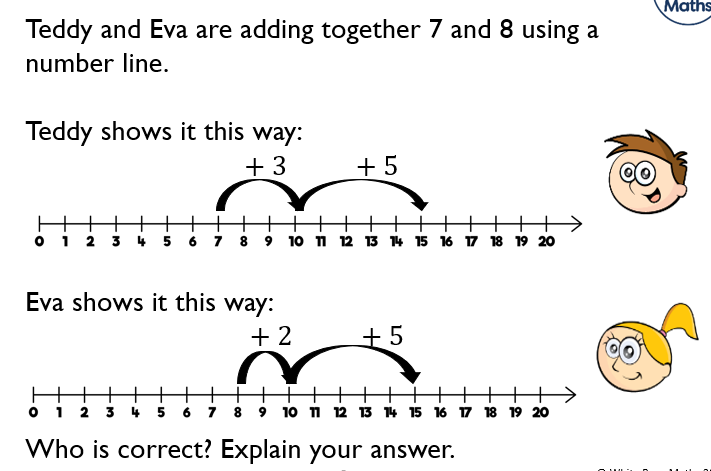 Maths
Teddy and Eva are adding together 7 and 8 using a
number line.
Teddy shows it this way:
+ 3 + 5
0 1 2 3 4 5 6 7 8 9 10 11 12 13 14 15 16 17 18 19 20
Eva shows it this way:
+ 2 + 5
0 1 2 3 4 5 6 7 8 9 10 11 12 13 14 15 16 17 18 19 20
Who is correct? Explain your answer.